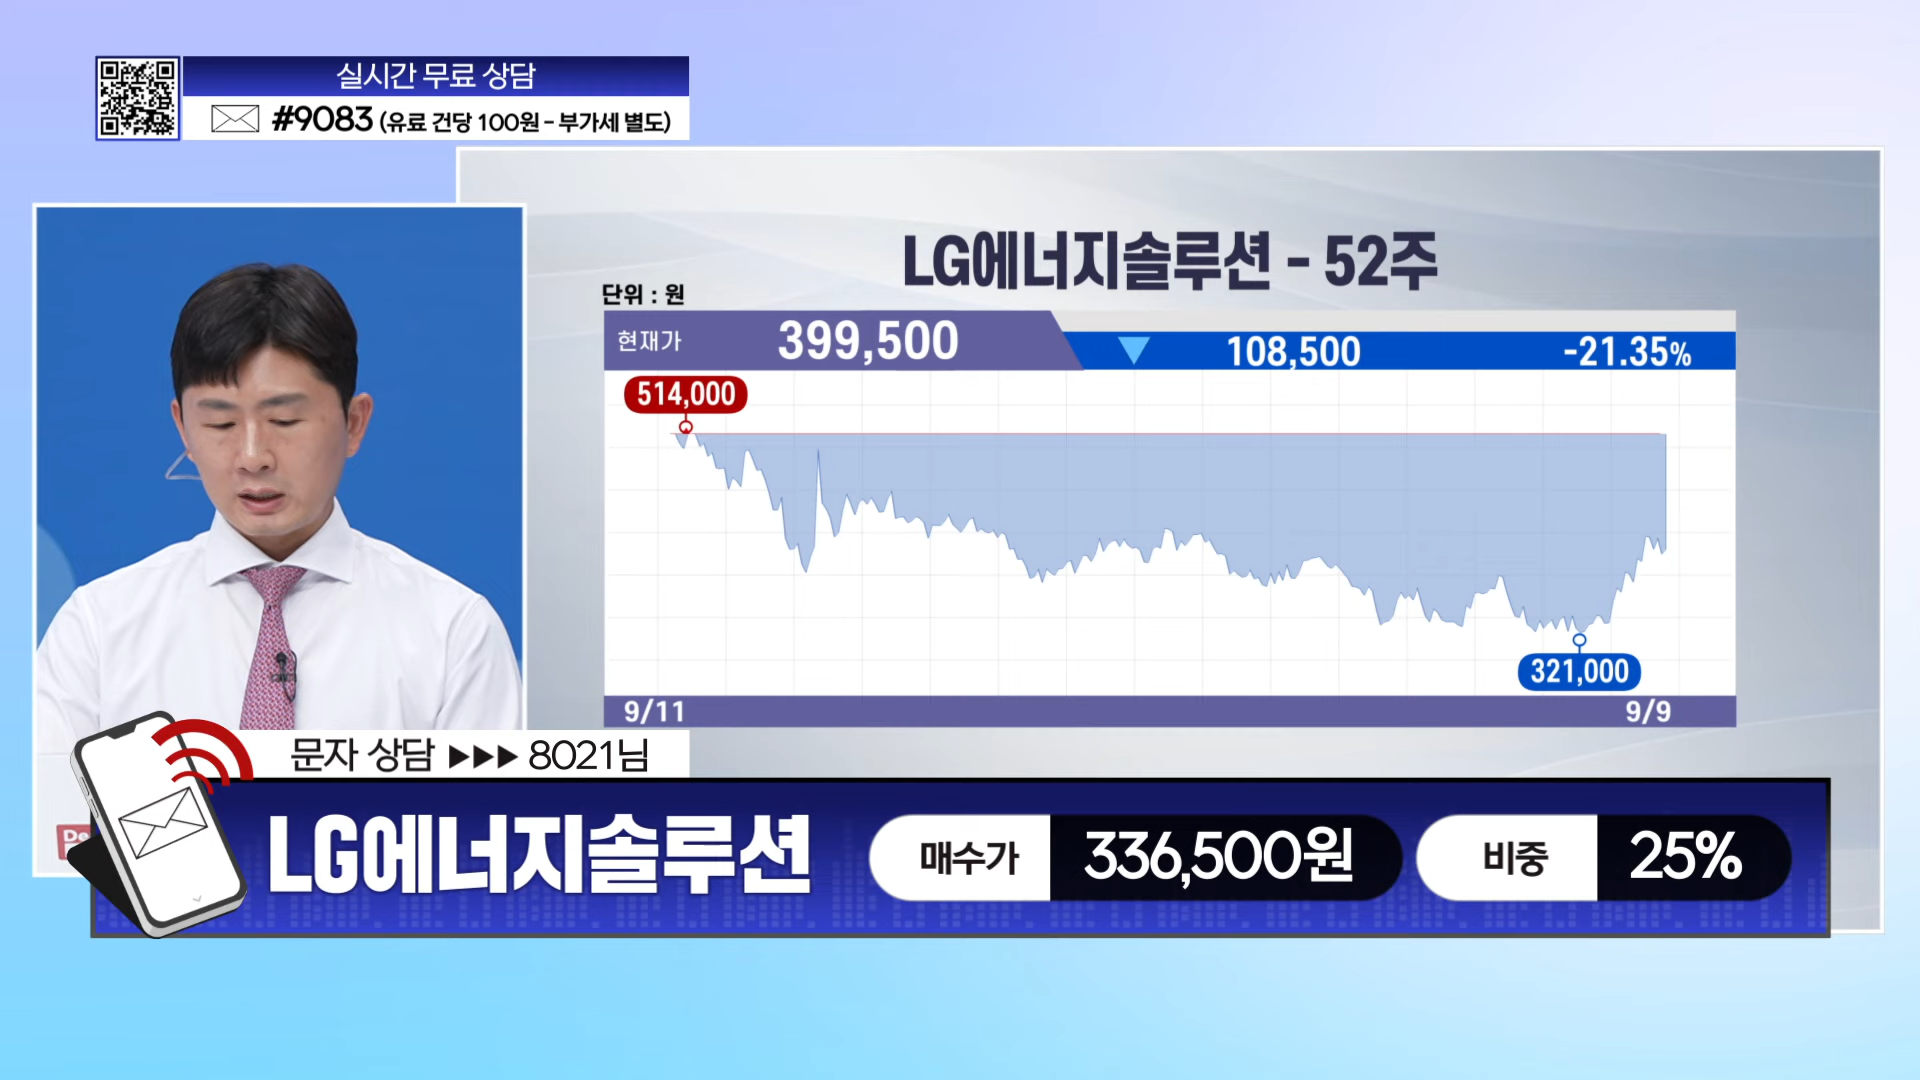 실시간 무료 상담
#9083 (유료 건당 100원 - 부가세 별도)
LG에너지솔루션 - 52주
단위 : 원
현재가 399,500 ▼ 108,500 -21.35%
514,000
321,000
9/11 9/9
문자 상담 ▶▶▶ 8021님
LG에너지솔루션 매수가 336,500원 비중 25%